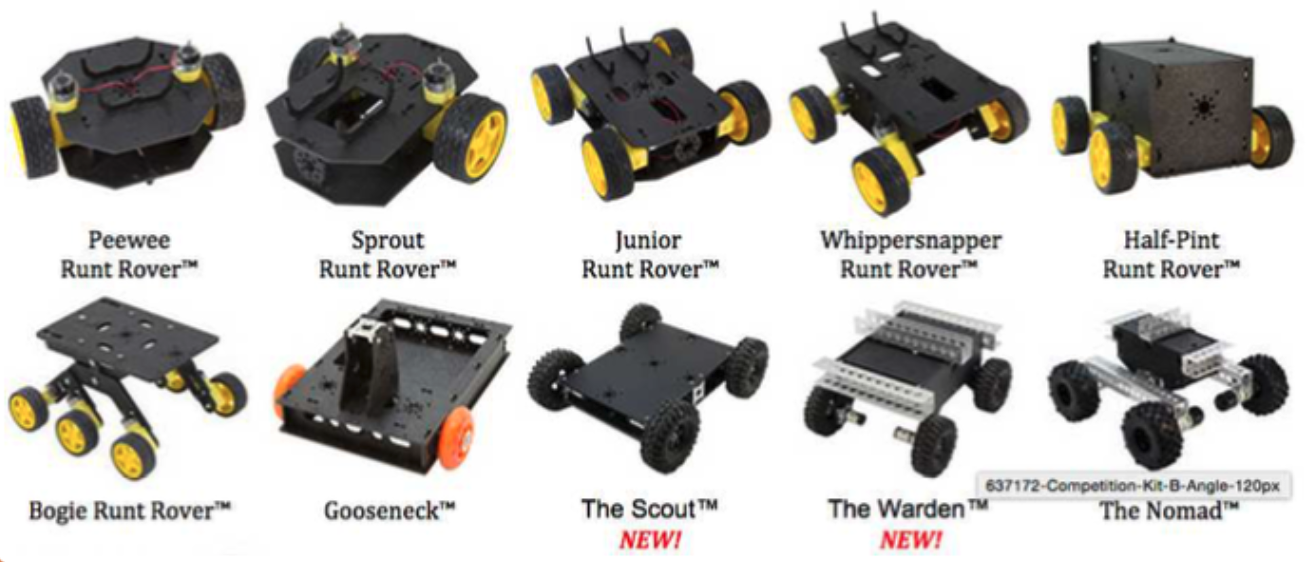 Peewee
Runt Rover™
Sprout
Runt Rover™
Junior
Runt Rover™
Whippersnapper
Runt Rover™
Half-Pint
Runt Rover™
Bogie Runt Rover™
Gooseneck™
The Scout™
NEW!
The Warden™
NEW!
637172-Competition-Kit-B-Angle-120px
The Nomad™